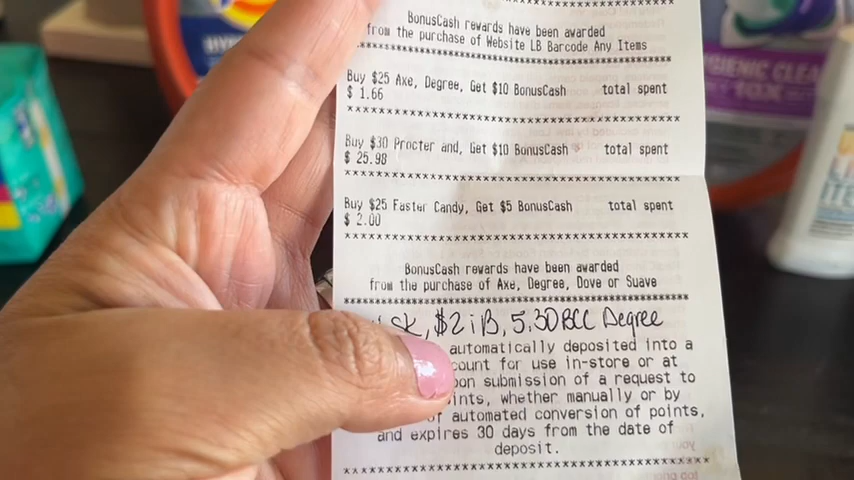 BonusCash rewards have been awarded
from the purchase of Website LB Barcode Any Items
Buy $25 Axe, Degree, Get $10 BonusCash total spent
$ 1.66
Buy $30 Procter and, Get $10 BonusCash total spent
$ 25.98
Buy $25 Easter Candy, Get $5 BonusCash total spent
$ 2.00
BonusCash rewards have been awarded
from the purchase of Axe, Degree, Dove or Suave
$2 iB, 5.30 BCC Degree
automatically deposited into a
count for use in-store or at
on submission of a request to
ints, whether manually or by
of automated conversion of points,
and expires 30 days from the date of
deposit.
GIENIC CLEA
10X